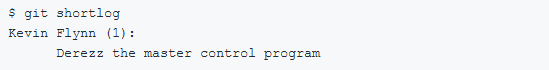 $ git shortlog
Kevin Flynn (1):
      Derezz the master control program